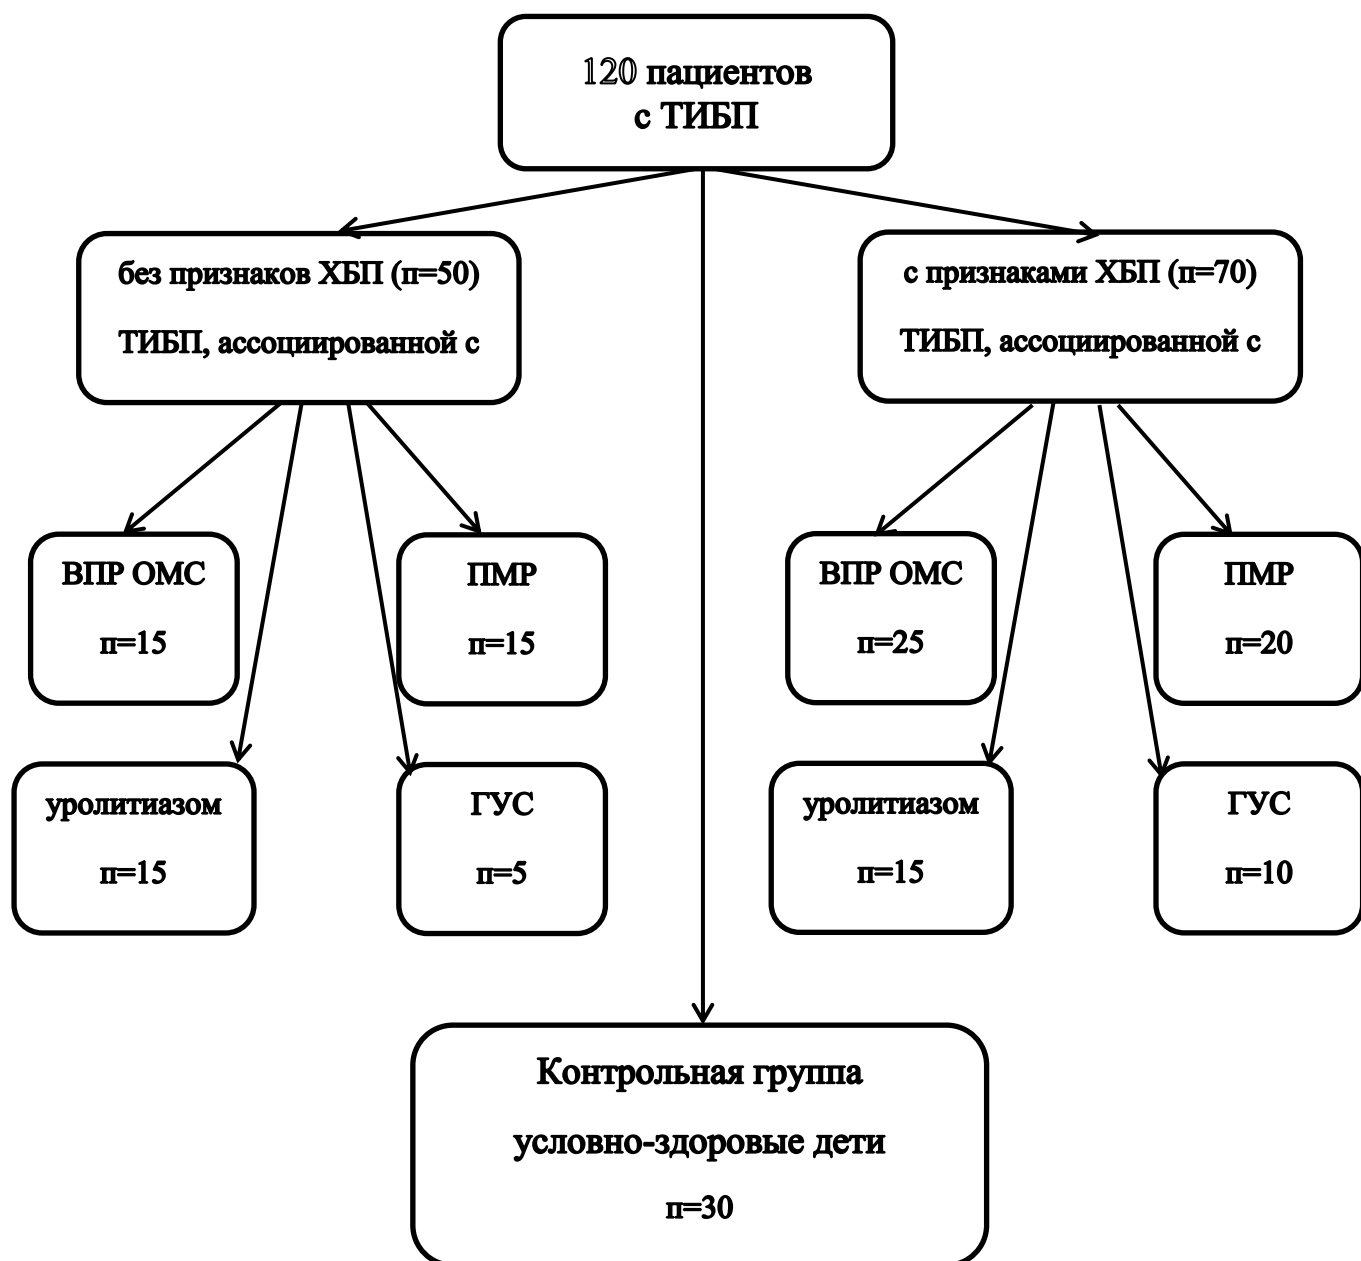 120 пациентов
с ТИБП
без признаков ХБП (п=50)
ТИБП, ассоциированной с
с признаками ХБП (п=70)
ТИБП, ассоциированной с
ВПР ОМС
п=15
ПМР
п=15
ВПР ОМС
п=25
ПМР
п=20
уролитиазом
п=15
ГУС
п=5
уролитиазом
п=15
ГУС
п=10
Контрольная группа
условно-здоровые дети
п=30